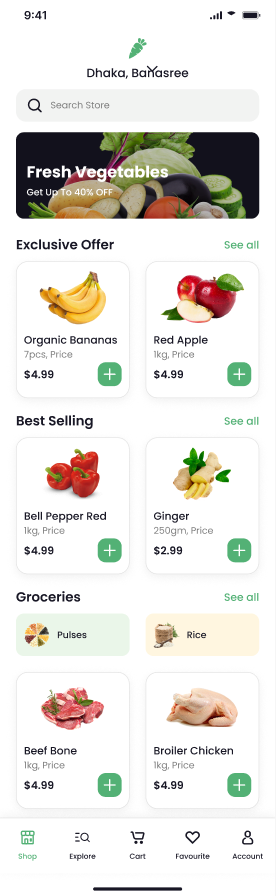 9:41
Dhaka, Banasree
Search Store
Fresh Vegetables
Get Up To 40% OFF
Exclusive Offer See all
Organic Bananas Red Apple
7pcs, Price 1kg, Price
$4.99 $4.99
Best Selling See all
Bell Pepper Red Ginger
1kg, Price 250gm, Price
$4.99 $2.99
Groceries See all
Pulses Rice
Beef Bone Broiler Chicken
1kg, Price 1kg, Price
$4.99 $4.99
Shop Explore Cart Favourite Account